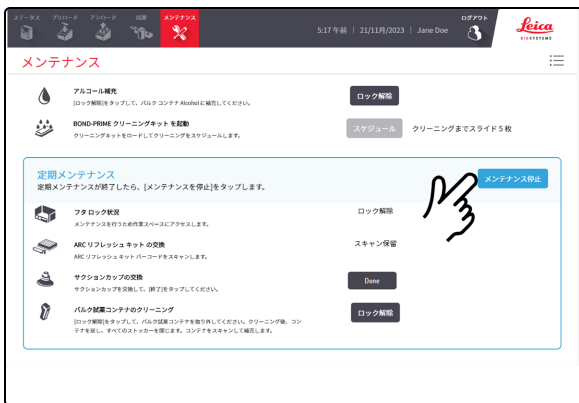 ステータス プリロード アンロード 試薬 メンテナンス
5:17 午前 | 21/11月/2023 | Jane Doe
ログアウト
Leica
BIOSYSTEMS
メンテナンス
アルコール補充
[ロック解除]をタップして、バルク コンテナ Alcohol に補充してください。
ロック解除
BOND-PRIME クリーニングキット を起動
クリーニングキットをロードしてクリーニングをスケジュールします。
スケジュール
クリーニングまでスライド 5 枚
定期メンテナンス
定期メンテナンスが終了したら、[メンテナンスを停止]をタップします。
メンテナンス停止
フタ ロック状況
メンテナンスを行うため作業スペースにアクセスします。
ロック解除
ARC リフレッシュ キット の交換
ARC リフレッシュ キット バーコードをスキャンします。
スキャン保留
サクションカップの交換
サクションカップを交換して、[終了]をタップしてください。
Done
バルク試薬コンテナのクリーニング
[ロック解除]をタップして、バルク試薬コンテナを取り外してください。クリーニング後、コン
テナを戻し、すべてのストッカーを閉じます。コンテナをスキャンして補充します。
ロック解除